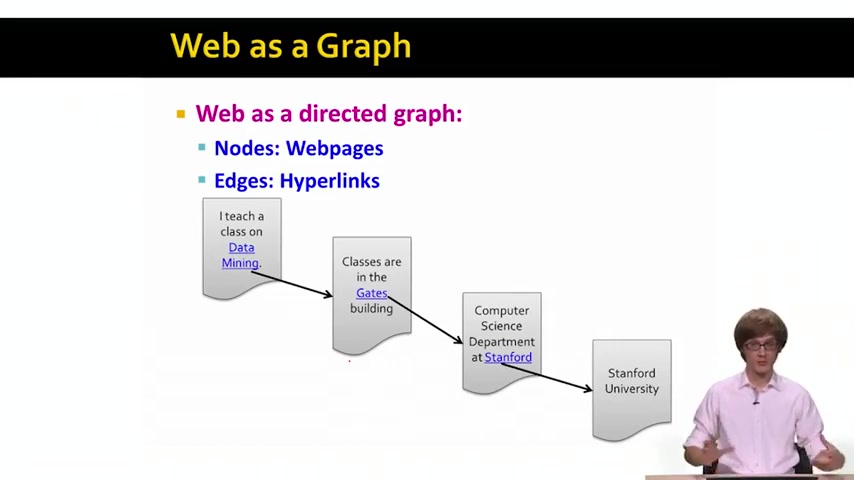 Web as a Graph
Web as a directed graph:
Nodes: Webpages
Edges: Hyperlinks
I teach a
class on
Data
Mining.
Classes are
in the
Gates
building
Computer
Science
Department
at Stanford
Stanford
University